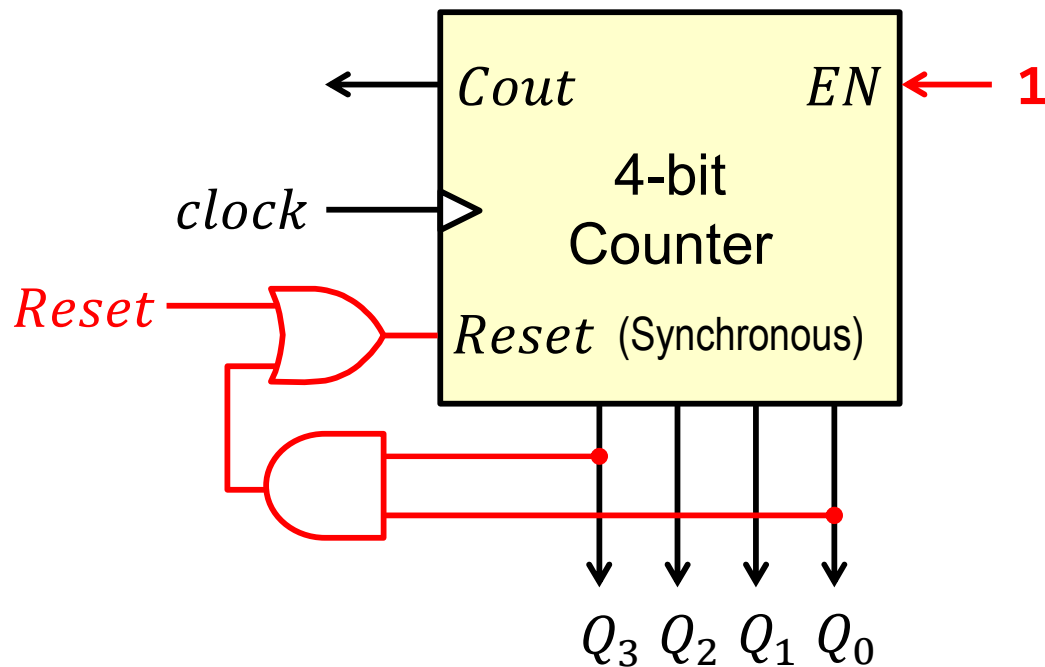 Cout EN 1
4-bit
clock Counter
Reset Reset (Synchronous)
Q₃ Q₂ Q₁ Q₀